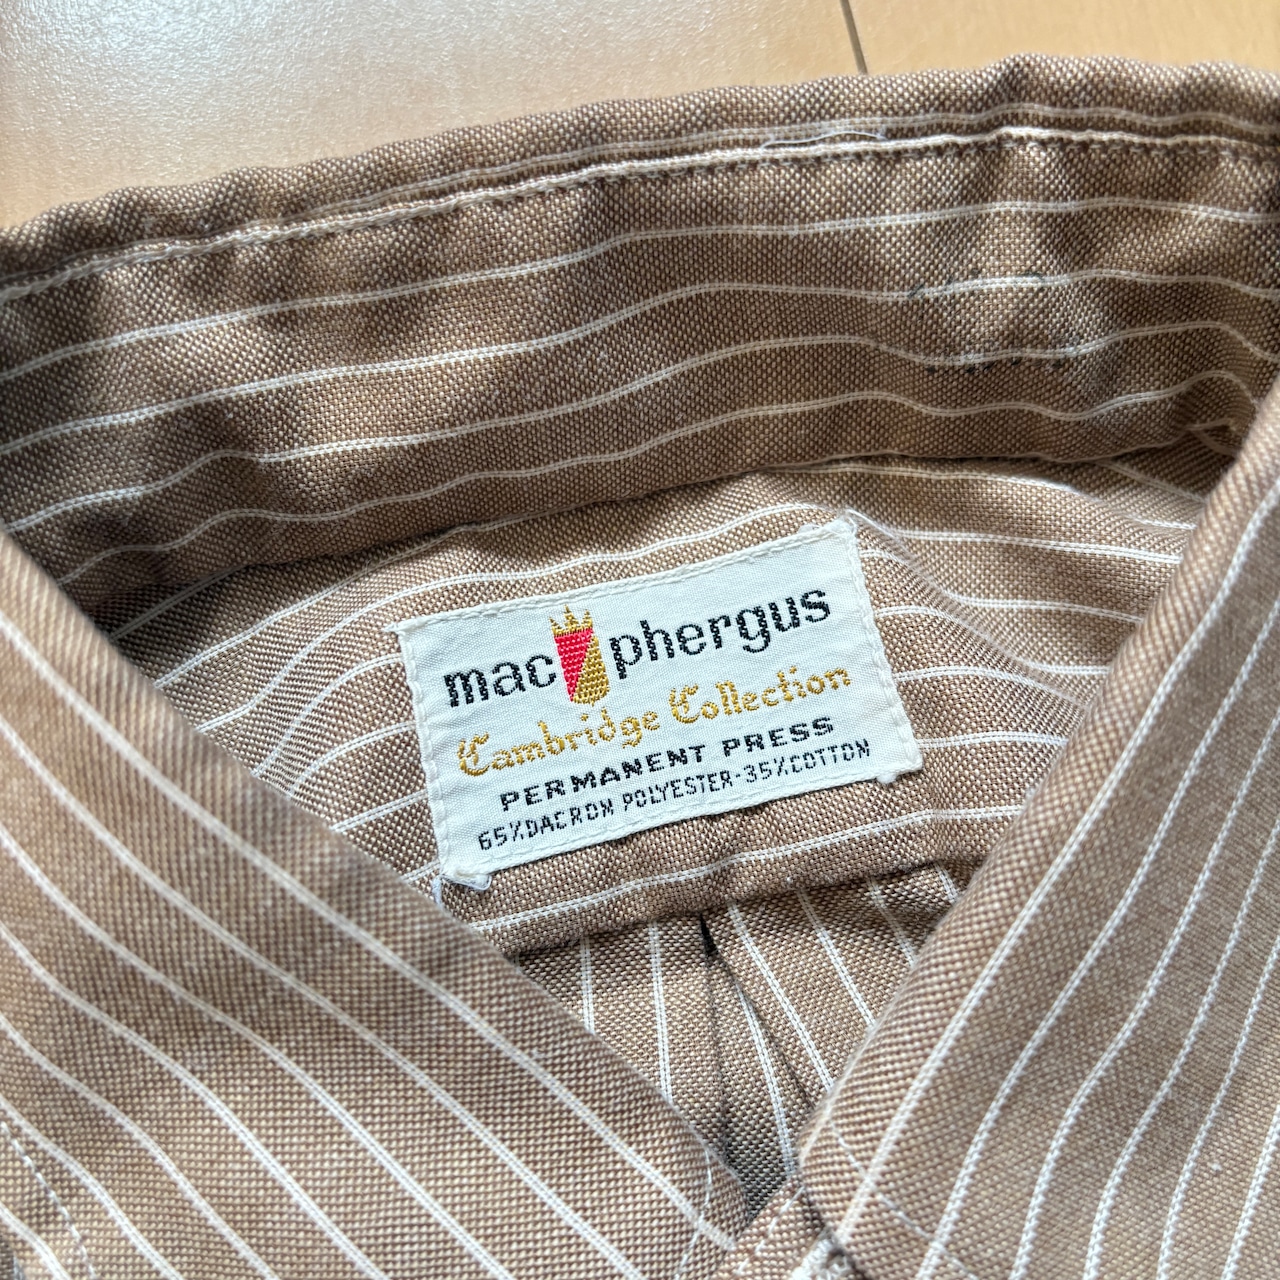 mac phergus
Cambridge Collection
PERMANENT PRESS
65%DACRON POLYESTER-35%COTTON